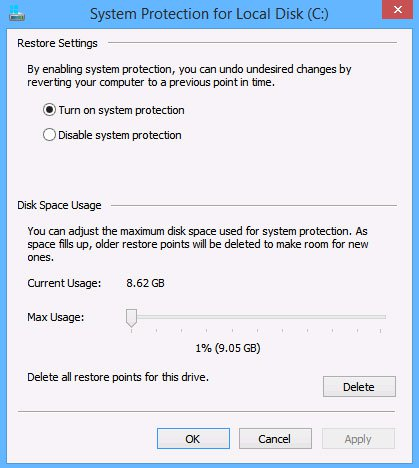 System Protection for Local Disk (C:)
Restore Settings
By enabling system protection, you can undo undesired changes by
reverting your computer to a previous point in time.
Turn on system protection
Disable system protection
Disk Space Usage
You can adjust the maximum disk space used for system protection. As
space fills up, older restore points will be deleted to make room for new
ones.
Current Usage: 8.62 GB
Max Usage:
1% (9.05 GB)
Delete all restore points for this drive.
Delete
OK Cancel Apply